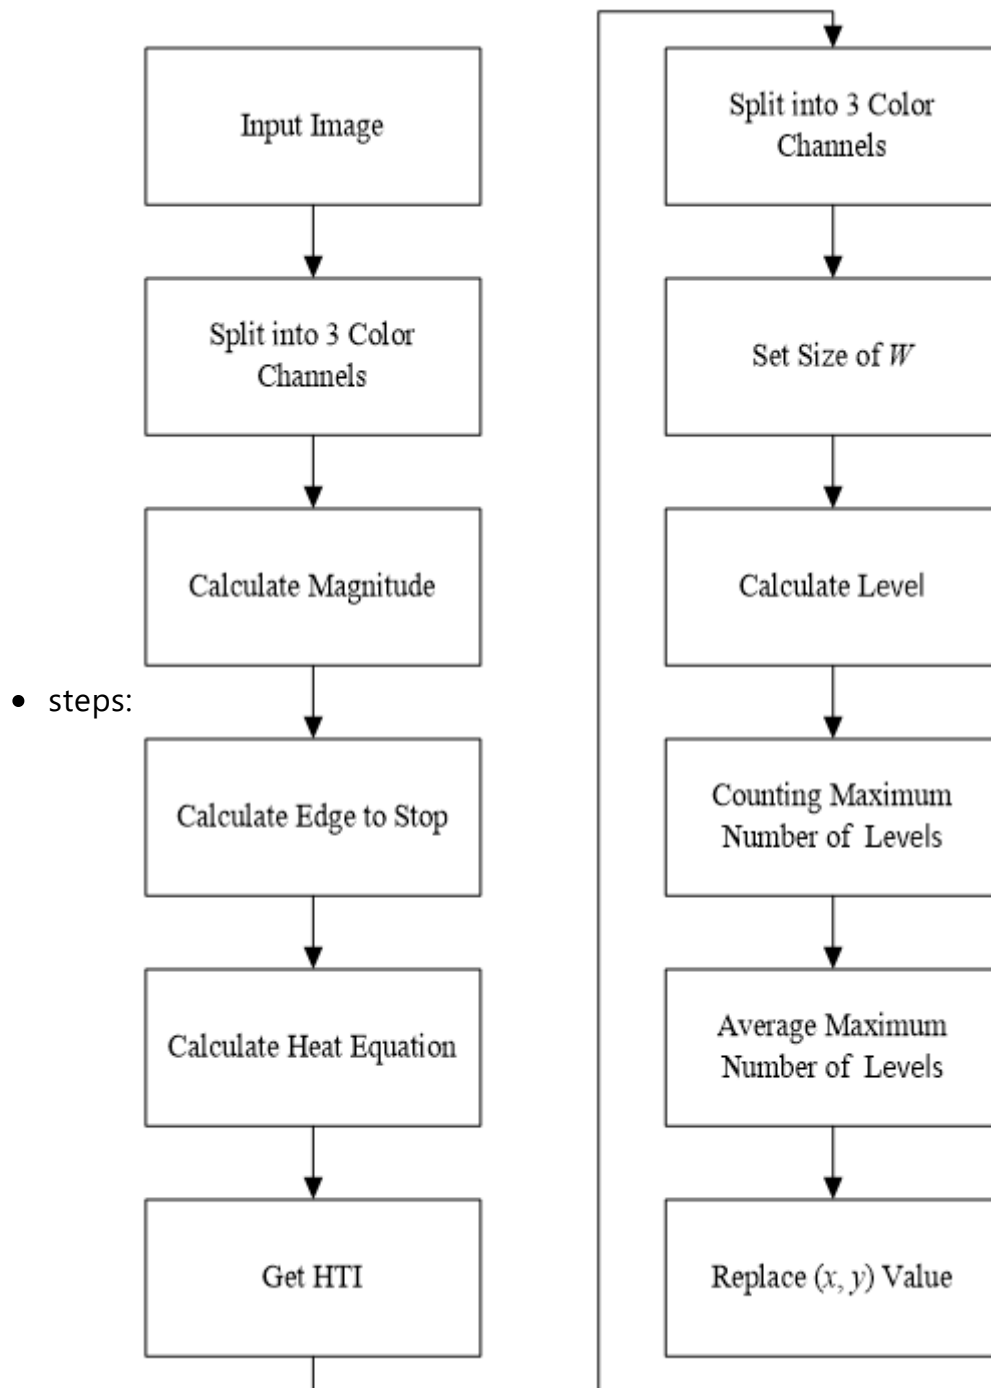 Input Image
Split into 3 Color
Channels
Calculate Magnitude
• steps:
Calculate Edge to Stop
Calculate Heat Equation
Get HTI
Split into 3 Color
Channels
Set Size of W
Calculate Level
Counting Maximum
Number of Levels
Average Maximum
Number of Levels
Replace (x, y) Value